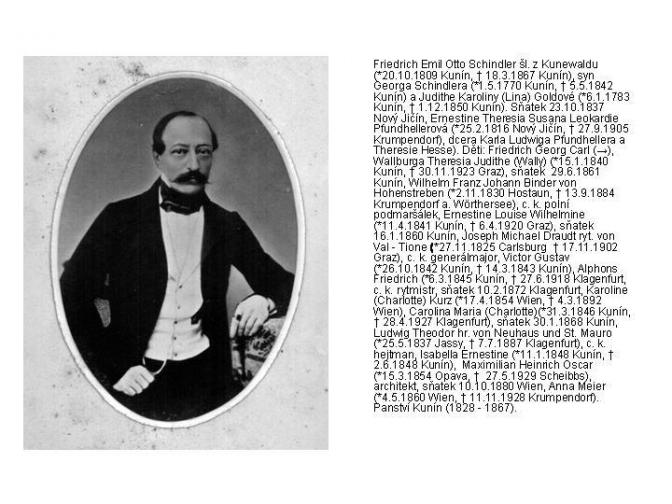 Friedrich Emil Otto Schindler šl. z Kunewaldu
(*20.10.1809 Kunín, † 18.3.1867 Kunín), syn
Georga Schindlera (*1.5.1770 Kunín, † 5.5.1842
Kunín) a Judithe Karoliny (Lina) Goldové (*6.1.1783
Kunín, † 1.12.1850 Kunín). Sňatek 23.10.1837
Nový Jičín, Ernestine Theresia Susana Leokardie
Pfundhellerová (*25.2.1816 Nový Jičín, † 27.9.1905
Krumpendorf), dcera Karla Ludwiga Pfundhellera a
Theresie Hesse). Děti: Friedrich Georg Carl (→),
Wallburga Theresia Judithe (Wally) (*15.1.1840
Kunín, † 30.11.1923 Graz), sňatek  29.6.1861
Kunín, Wilhelm Franz Johann Binder von
Hohenstreben (*2.11.1830 Hostaun, † 13.9.1884
Krumpendorf a. Wörthersee), c. k. polní
podmaršálek, Ernestine Louise Wilhelmine
(*11.4.1841 Kunín, † 6.4.1920 Graz), sňatek
16.1.1860 Kunín, Joseph Michael Draudt ryt. von
Val - Tione (*27.11.1825 Carlsburg  † 17.11.1902
Graz), c. k. generálmajor, Victor Gustav
(*26.10.1842 Kunín, † 14.3.1843 Kunín), Alphons
Friedrich (*6.3.1845 Kunín, † 27.6.1918 Klagenfurt,
c. k. rytmistr, sňatek 10.2.1872 Klagenfurt, Karoline
(Charlotte) Kurz (*17.4.1854 Wien, † 4.3.1892
Wien), Carolina Maria (Charlotte)(*31.3.1846 Kunín,
† 28.4.1927 Klagenfurt), sňatek 30.1.1868 Kunín,
Ludwig Theodor hr. von Neuhaus und St. Mauro
(*25.5.1837 Jassy, † 7.7.1887 Klagenfurt), c. k.
hejtman, Isabella Ernestine (*11.1.1848 Kunín, †
2.6.1848 Kunín),  Maximilian Heinrich Oscar
(*15.3.1854 Opava, †  27.5.1929 Scheibbs),
architekt, sňatek 10.10.1880 Wien, Anna Meier
(*4.5.1860 Wien, † 11.11.1928 Krumpendorf).
Panství Kunín (1828 - 1867).